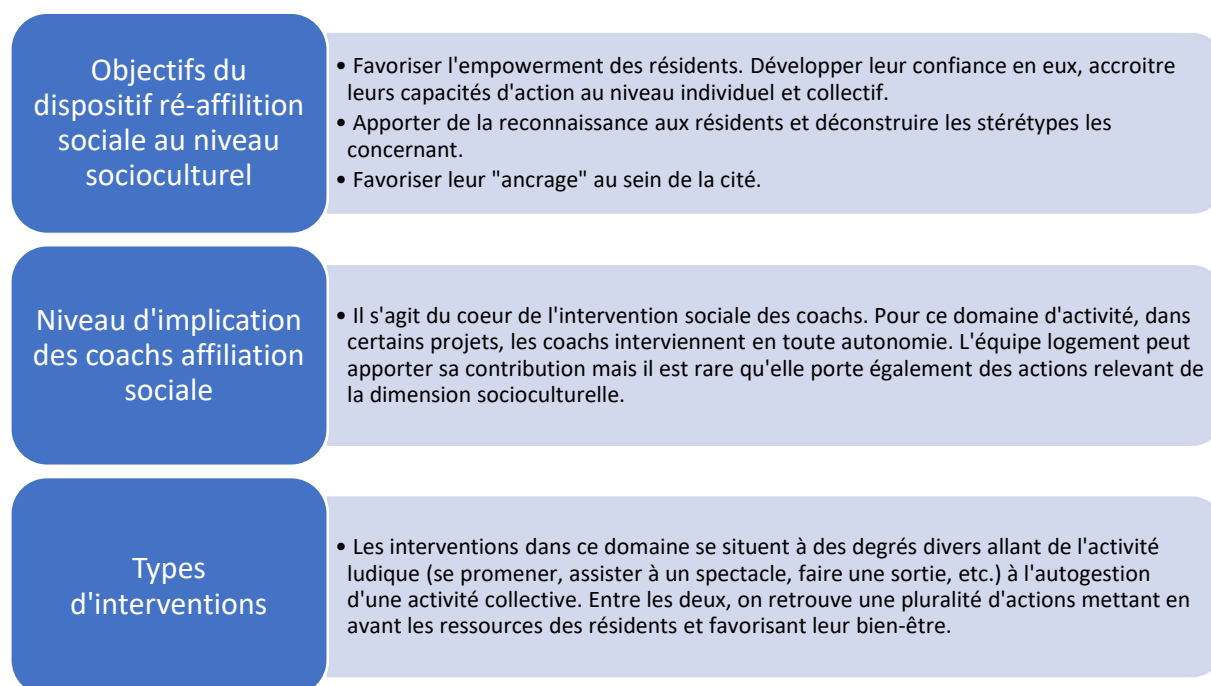 Objectifs du
dispositif ré-affilition
sociale au niveau
socioculturel
• Favoriser l'empowerment des résidents. Développer leur confiance en eux, accroitre
leurs capacités d'action au niveau individuel et collectif.
• Apporter de la reconnaissance aux résidents et déconstruire les stérétypes les
concernant.
• Favoriser leur "ancrage" au sein de la cité.
Niveau d'implication
des coachs affiliation
sociale
• Il s'agit du coeur de l'intervention sociale des coachs. Pour ce domaine d'activité, dans
certains projets, les coachs interviennent en toute autonomie. L'équipe logement peut
apporter sa contribution mais il est rare qu'elle porte également des actions relevant de
la dimension socioculturelle.
Types
d'interventions
• Les interventions dans ce domaine se situent à des degrés divers allant de l'activité
ludique (se promener, assister à un spectacle, faire une sortie, etc.) à l'autogestion
d'une activité collective. Entre les deux, on retrouve une pluralité d'actions mettant en
avant les ressources des résidents et favorisant leur bien-être.